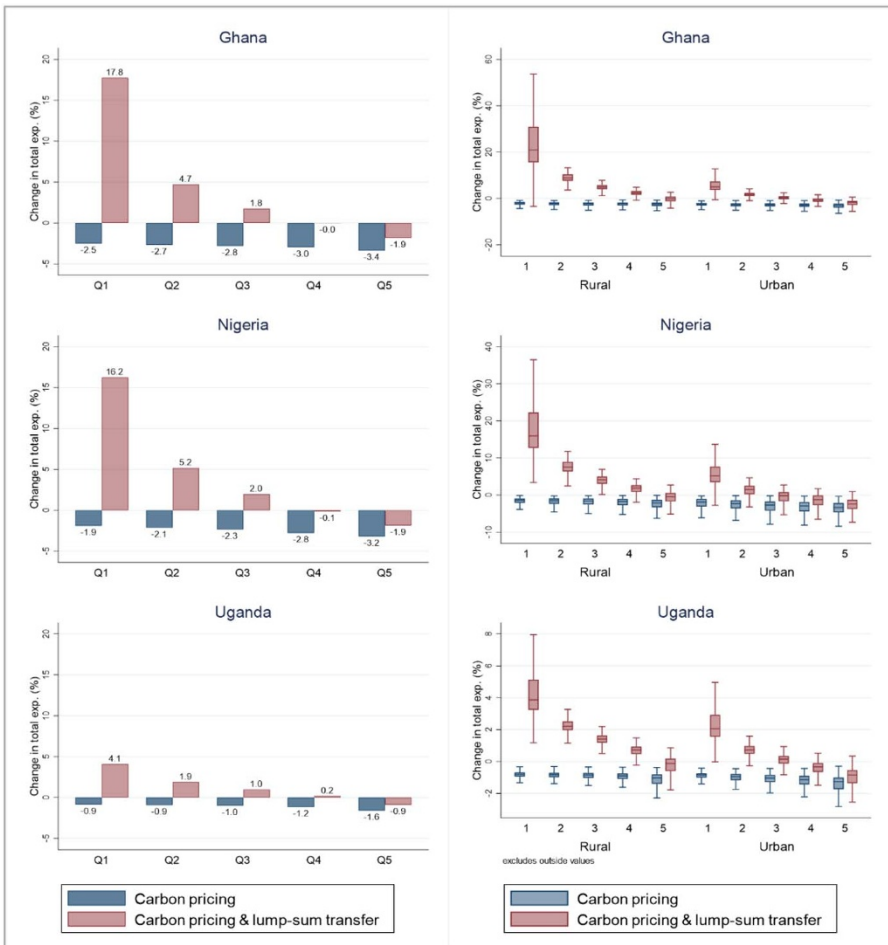 Ghana
Change in total exp. (%)
20
15
10
5
0
-5
17.8
4.7
1.8
-0.0
-1.9
-2.5
-2.7
-2.8
-3.0
-3.4
Q1 Q2 Q3 Q4 Q5
Ghana
Change in total exp. (%)
60
40
20
0
-20
1 2 3 4 5 1 2 3 4 5
Rural Urban
Nigeria
Change in total exp. (%)
20
15
10
5
0
-5
16.2
5.2
2.0
-0.1
-1.9
-1.9
-2.1
-2.3
-2.8
-3.2
Q1 Q2 Q3 Q4 Q5
Nigeria
Change in total exp. (%)
40
30
20
10
0
-10
1 2 3 4 5 1 2 3 4 5
Rural Urban
Uganda
Change in total exp. (%)
20
15
10
5
0
-5
4.1
1.9
1.0
0.2
-0.9
-0.9
-0.9
-1.0
-1.2
-1.6
Q1 Q2 Q3 Q4 Q5
Uganda
Change in total exp. (%)
8
6
4
2
0
-2
1 2 3 4 5 1 2 3 4 5
Rural Urban
excludes outside values
Carbon pricing
Carbon pricing & lump-sum transfer
Carbon pricing
Carbon pricing & lump-sum transfer